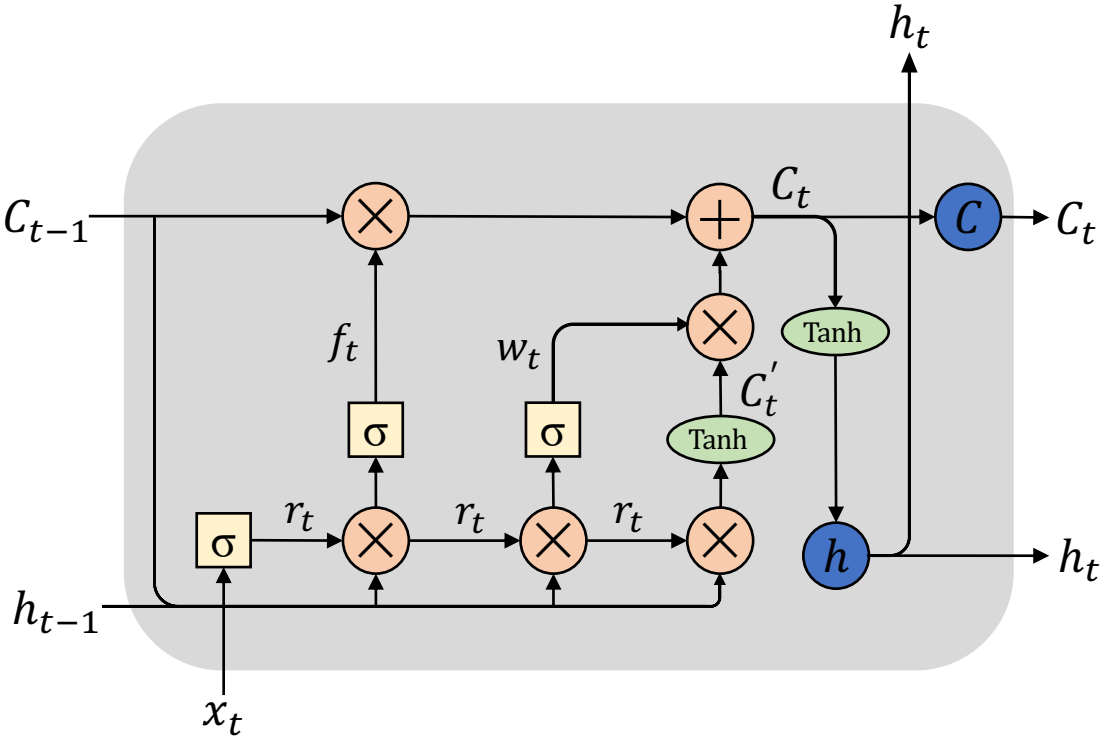 h_t
C_{t-1}
×
+
C_t
C
C_t
f_t
w_t
×
Tanh
C_t^'
σ
σ
Tanh
σ
r_t
×
r_t
×
r_t
×
h
h_t
h_{t-1}
x_t